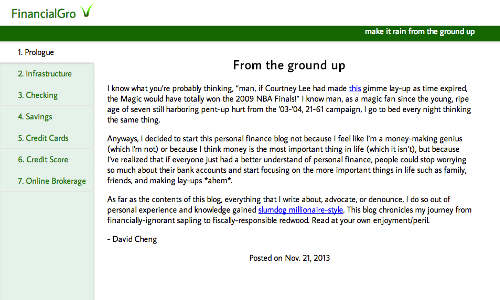 FinancialGro
make it rain from the ground up
1. Prologue
2. Infrastructure
3. Checking
4. Savings
5. Credit Cards
6. Credit Score
7. Online Brokerage
From the ground up
I know what you're probably thinking, "man, if Courtney Lee had made this gimme lay-up as time expired,
the Magic would have totally won the 2009 NBA Finals!" I know man, as a magic fan since the young, ripe
age of seven still harboring pent-up hurt from the '03-'04, 21-61 campaign, I go to bed every night thinking
the same thing.
Anyways, I decided to start this personal finance blog not because I feel like I'm a money-making genius
(which I'm not) or because I think money is the most important thing in life (which it isn't), but because
I've realized that if everyone just had a better understand of personal finance, people could stop worrying
so much about their bank accounts and start focusing on the more important things in life such as family,
friends, and making lay-ups *ahem*.
As far as the contents of this blog, everything that I write about, advocate, or denounce, I do so out of
personal experience and knowledge gained slumdog millionaire-style. This blog chronicles my journey from
financially-ignorant sapling to fiscally-responsible redwood. Read at your own enjoyment/peril.
- David Cheng
Posted on Nov. 21, 2013